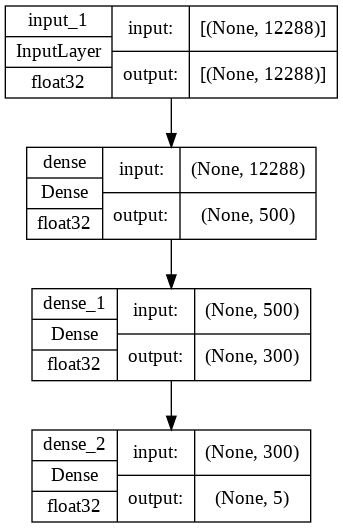 input_1
InputLayer
float32
input:
[(None, 12288)]
output:
[(None, 12288)]
dense
Dense
float32
input:
(None, 12288)
output:
(None, 500)
dense_1
Dense
float32
input:
(None, 500)
output:
(None, 300)
dense_2
Dense
float32
input:
(None, 300)
output:
(None, 5)